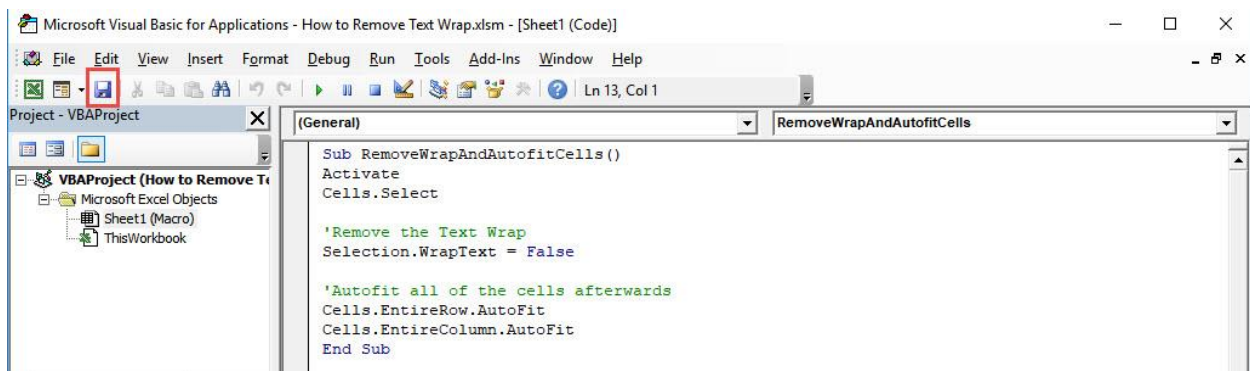 Microsoft Visual Basic for Applications - How to Remove Text Wrap.xlsm - [Sheet1 (Code)]
File Edit View Insert Format Debug Run Tools Add-Ins Window Help
Ln 13, Col 1
Project - VBAProject
(General) RemoveWrapAndAutofitCells
VBAProject (How to Remove Te
Microsoft Excel Objects
Sheet1 (Macro)
ThisWorkbook
Sub RemoveWrapAndAutofitCells()
Activate
Cells.Select
'Remove the Text Wrap
Selection.WrapText = False
'Autofit all of the cells afterwards
Cells.EntireRow.AutoFit
Cells.EntireColumn.AutoFit
End Sub